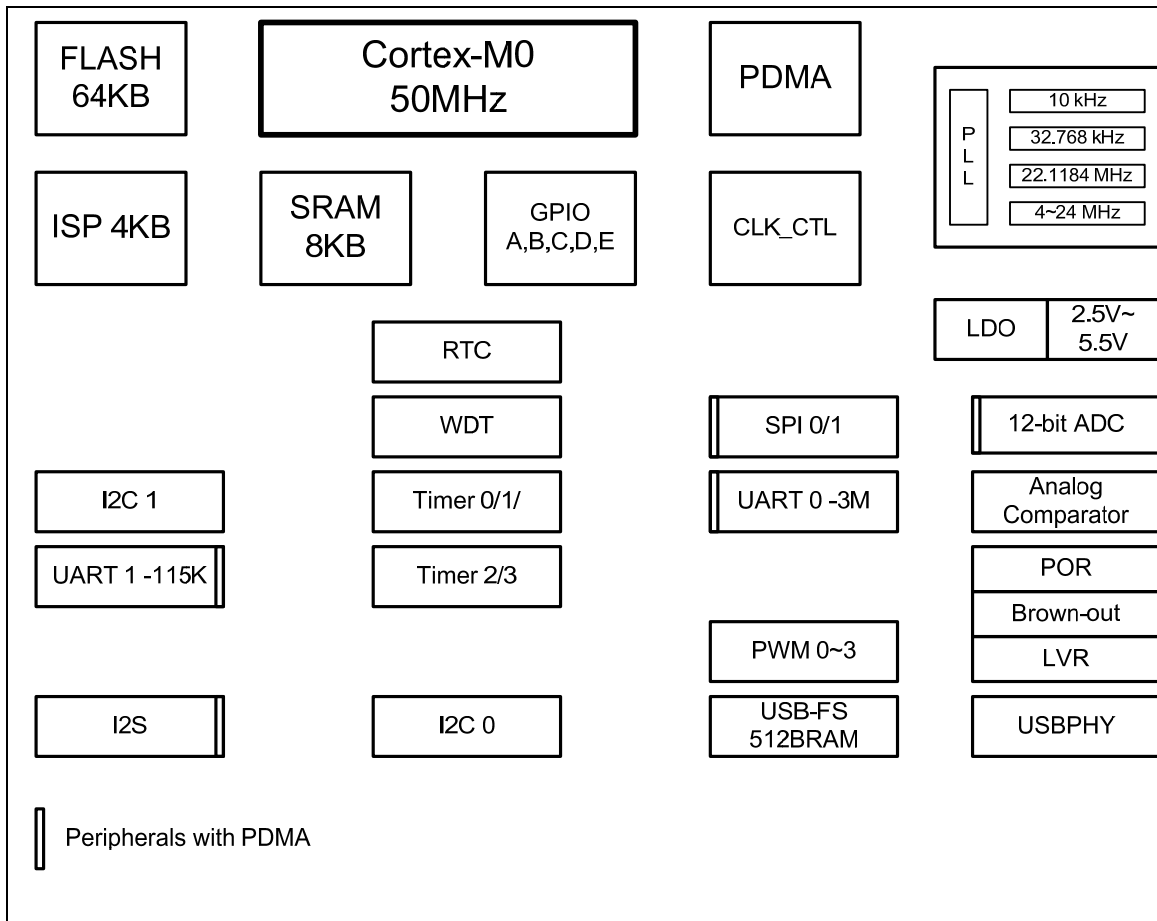 FLASH
64KB
Cortex-M0
50MHz
PDMA
PLL
10 kHz
32.768 kHz
22.1184 MHz
4~24 MHz
ISP 4KB
SRAM
8KB
GPIO
A,B,C,D,E
CLK_CTL
LDO
2.5V~
5.5V
RTC
WDT
SPI 0/1
12-bit ADC
I2C 1
Timer 0/1/
UART 0 -3M
Analog
Comparator
UART 1 -115K
Timer 2/3
POR
Brown-out
PWM 0~3
LVR
I2S
I2C 0
USB-FS
512BRAM
USBPHY
Peripherals with PDMA